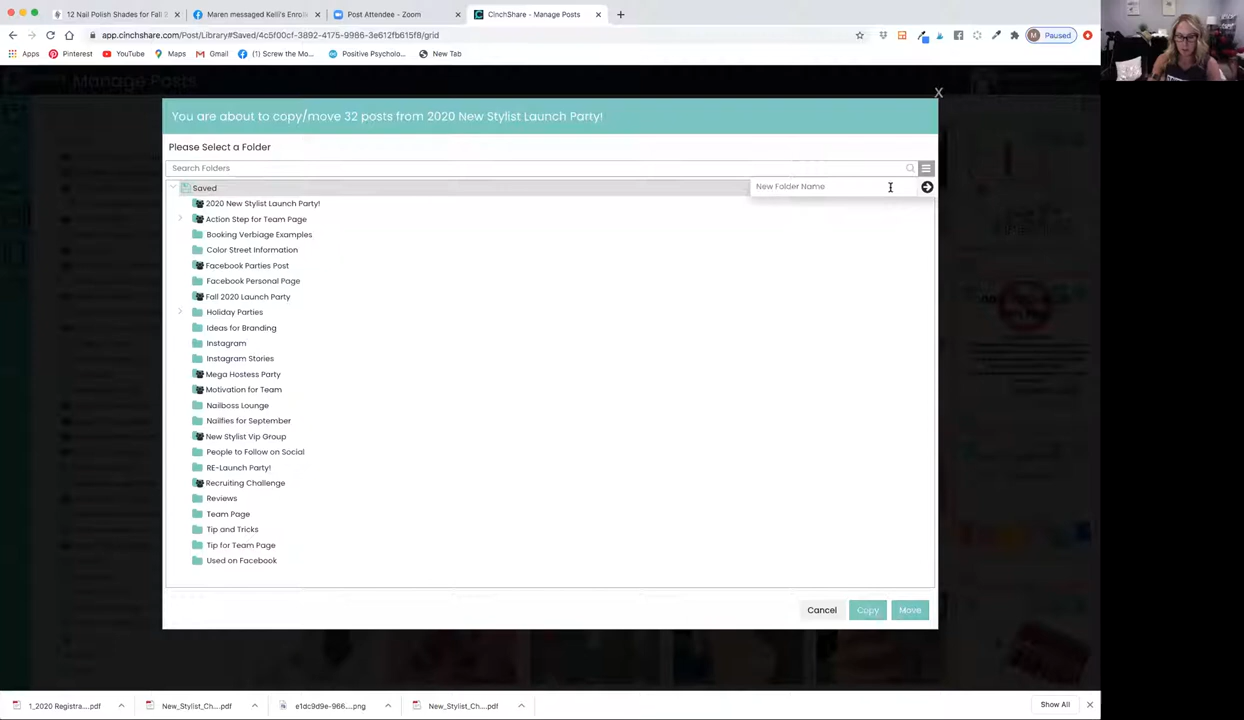 12 Nail Polish Shades for Fall 2
Maren messaged Kelli's Enroll
Post Attendee - Zoom
CinchShare - Manage Posts
app.cinchshare.com/Post/Library#Saved/4c5f00cf-3892-4175-9986-3e612fb615f8/grid
M Paused
Apps Pinterest YouTube Maps Gmail (1) Screw the Mo... Positive Psycholo... New Tab
Manage Posts
X
You are about to copy/move 32 posts from 2020 New Stylist Launch Party!
Please Select a Folder
Search Folders
Saved
New Folder Name
2020 New Stylist Launch Party!
Action Step for Team Page
Booking Verbiage Examples
Color Street Information
Facebook Parties Post
Facebook Personal Page
Fall 2020 Launch Party
Holiday Parties
Ideas for Branding
Instagram
Instagram Stories
Mega Hostess Party
Motivation for Team
Nailboss Lounge
Nailfies for September
New Stylist Vip Group
People to Follow on Social
RE-Launch Party!
Recruiting Challenge
Reviews
Team Page
Tip and Tricks
Tip for Team Page
Used on Facebook
Cancel Copy Move
1_2020 Registra....pdf
New_Stylist_Ch....pdf
e1dc9d9e-966....png
New_Stylist_Ch....pdf
Show All